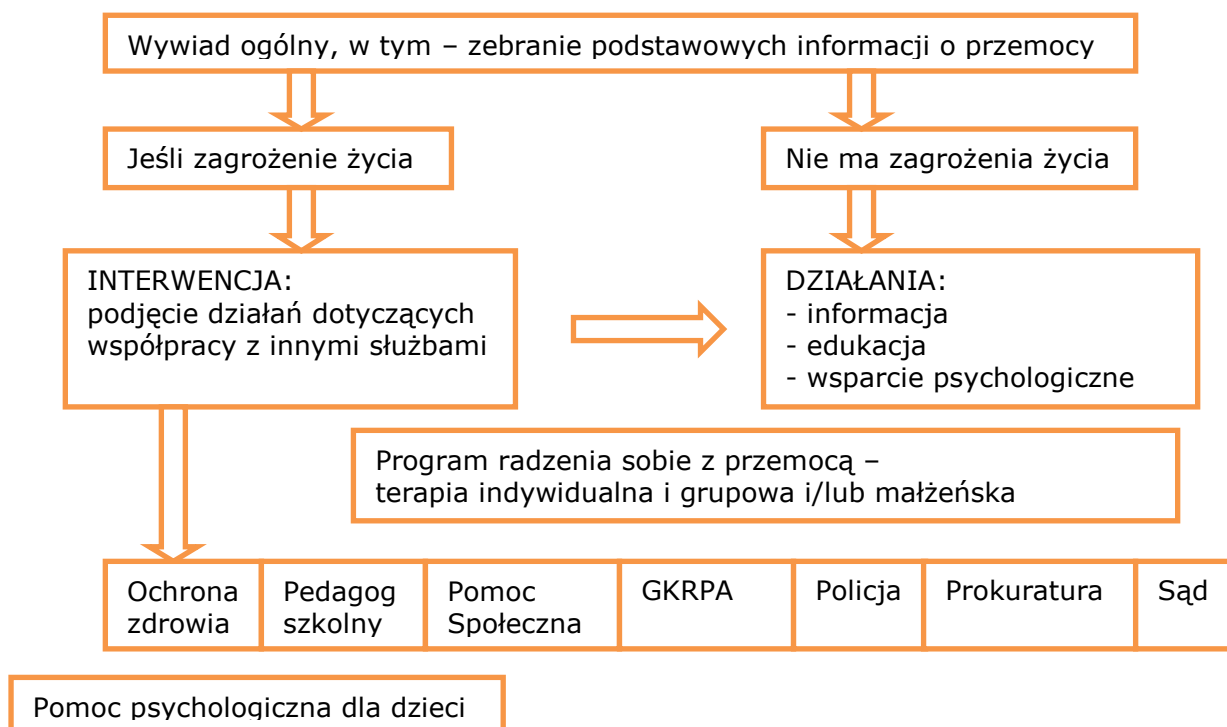 Wywiad ogólny, w tym – zebranie podstawowych informacji o przemocy
Jeśli zagrożenie życia
Nie ma zagrożenia życia
INTERWENCJA:
podjęcie działań dotyczących
współpracy z innymi służbami
DZIAŁANIA:
- informacja
- edukacja
- wsparcie psychologiczne
Program radzenia sobie z przemocą –
terapia indywidualna i grupowa i/lub małżeńska
Ochrona
zdrowia
Pedagog
szkolny
Pomoc
Społeczna
GKRPA
Policja
Prokuratura
Sąd
Pomoc psychologiczna dla dzieci